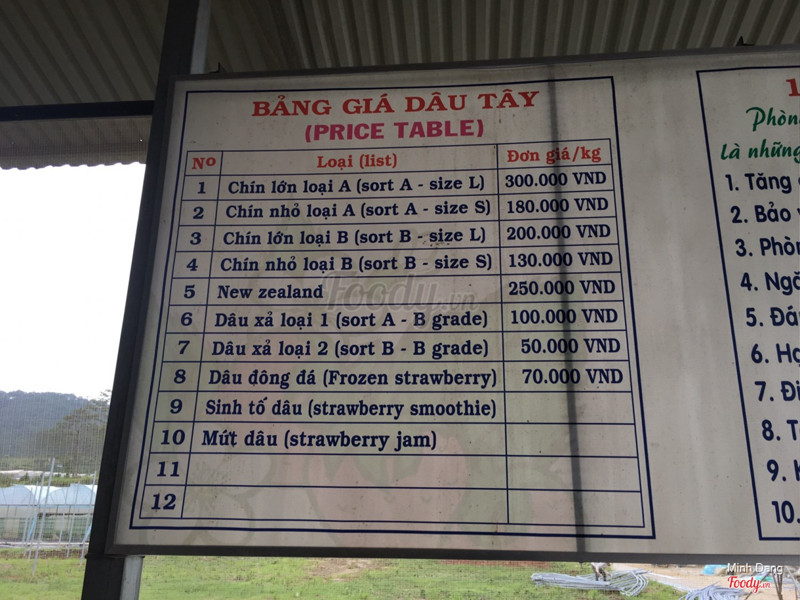 BẢNG GIÁ DÂU TÂY
(PRICE TABLE)
No Loại (list) Đơn giá/kg
1 Chín lớn loại A (sort A - size L) 300.000 VND
2 Chín nhỏ loại A (sort A - size S) 180.000 VND
3 Chín lớn loại B (sort B - size L) 200.000 VND
4 Chín nhỏ loại B (sort B - size S) 130.000 VND
5 New zealand 250.000 VND
6 Dâu xả loại 1 (sort A - B grade) 100.000 VND
7 Dâu xả loại 2 (sort B - B grade) 50.000 VND
8 Dâu đông đá (Frozen strawberry) 70.000 VND
9 Sinh tố dâu (strawberry smoothie)
10 Mứt dâu (strawberry jam)
11
12
1
Phòn
Là những
1. Tăng
2. Bảo
3. Phòn
4. Ngă
5. Đá
6. Hạ
7. Đi
8. T
9.
10.
Foody.vn
Minh Dang
Foody.vn